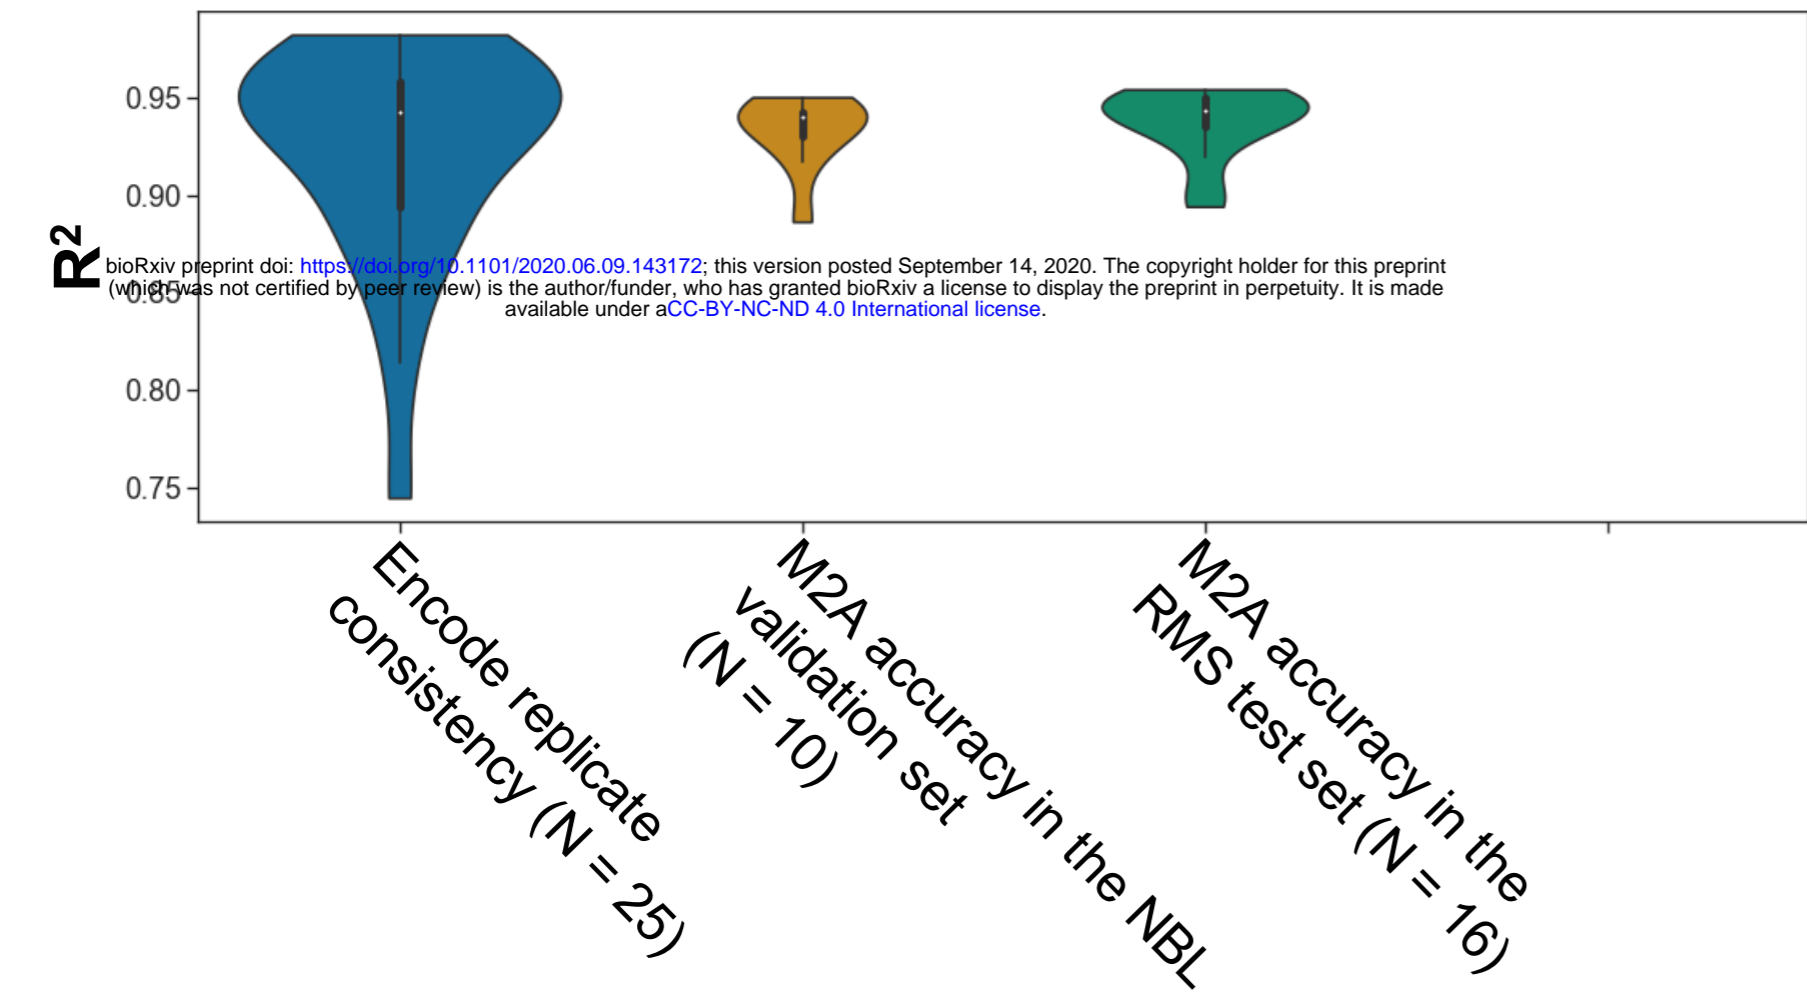 0.95
0.90
0.85
0.80
0.75
R²
bioRxiv preprint doi: https://doi.org/10.1101/2020.06.09.143172; this version posted September 14, 2020. The copyright holder for this preprint
(which was not certified by peer review) is the author/funder, who has granted bioRxiv a license to display the preprint in perpetuity. It is made
available under aCC-BY-NC-ND 4.0 International license.
Encode replicate
consistency (N = 25)
M2A accuracy in the NBL
validation set
(N = 10)
M2A accuracy in the
RMS test set (N = 16)